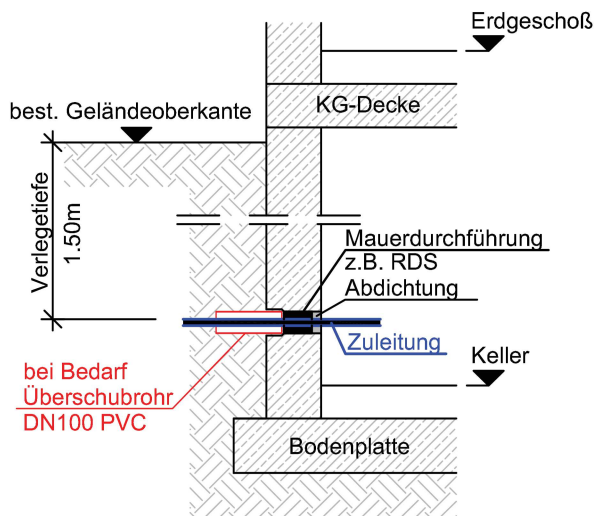 Erdgeschoß
KG-Decke
best. Geländeoberkante
Verlegetiefe
1.50m
Mauerdurchführung
z.B. RDS
Abdichtung
Zuleitung
bei Bedarf
Überschubrohr
DN100 PVC
Keller
Bodenplatte